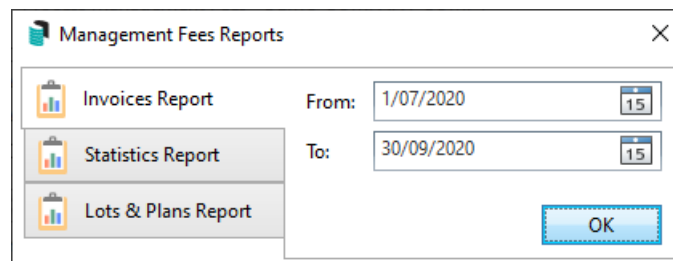 Management Fees Reports
Invoices Report
From: 1/07/2020 15
Statistics Report
To: 30/09/2020 15
Lots & Plans Report
OK